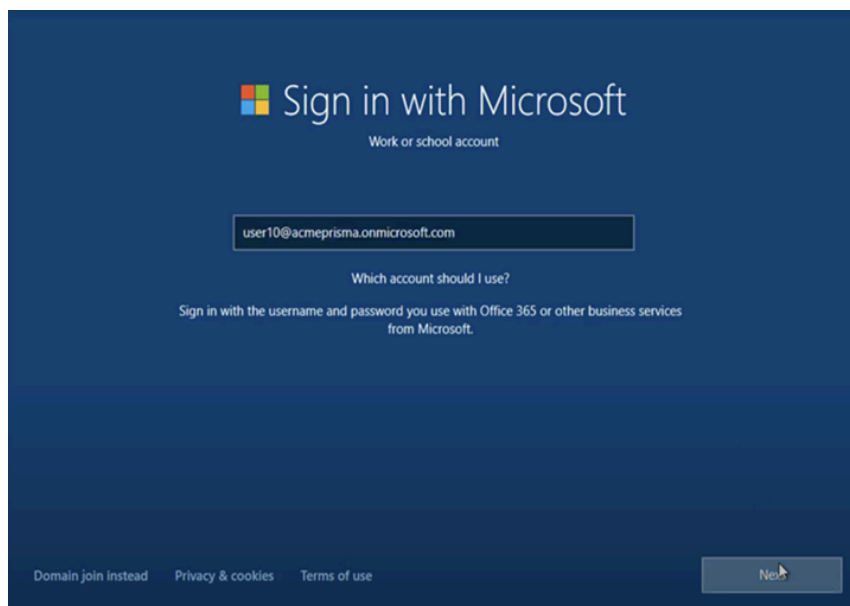 Sign in with Microsoft
Work or school account
user10@acmeprisma.onmicrosoft.com
Which account should I use?
Sign in with the username and password you use with Office 365 or other business services
from Microsoft.
Domain join instead Privacy & cookies Terms of use Next